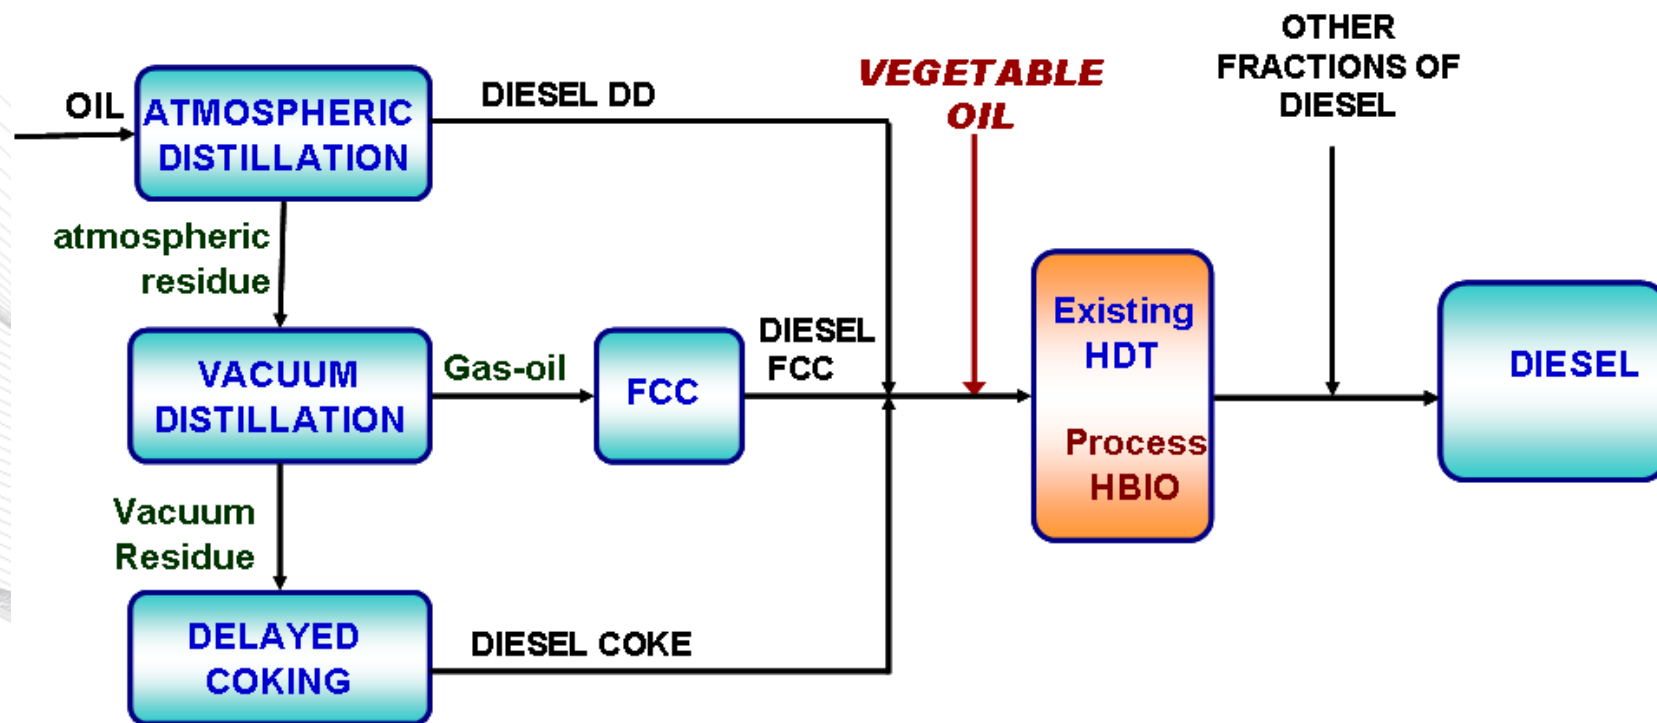 OIL
ATMOSPHERIC
DISTILLATION
DIESEL DD
VEGETABLE
OIL
OTHER
FRACTIONS OF
DIESEL
atmospheric
residue
VACUUM
DISTILLATION
Gas-oil
FCC
DIESEL
FCC
Existing
HDT
Process
HBIO
DIESEL
Vacuum
Residue
DELAYED
COKING
DIESEL COKE